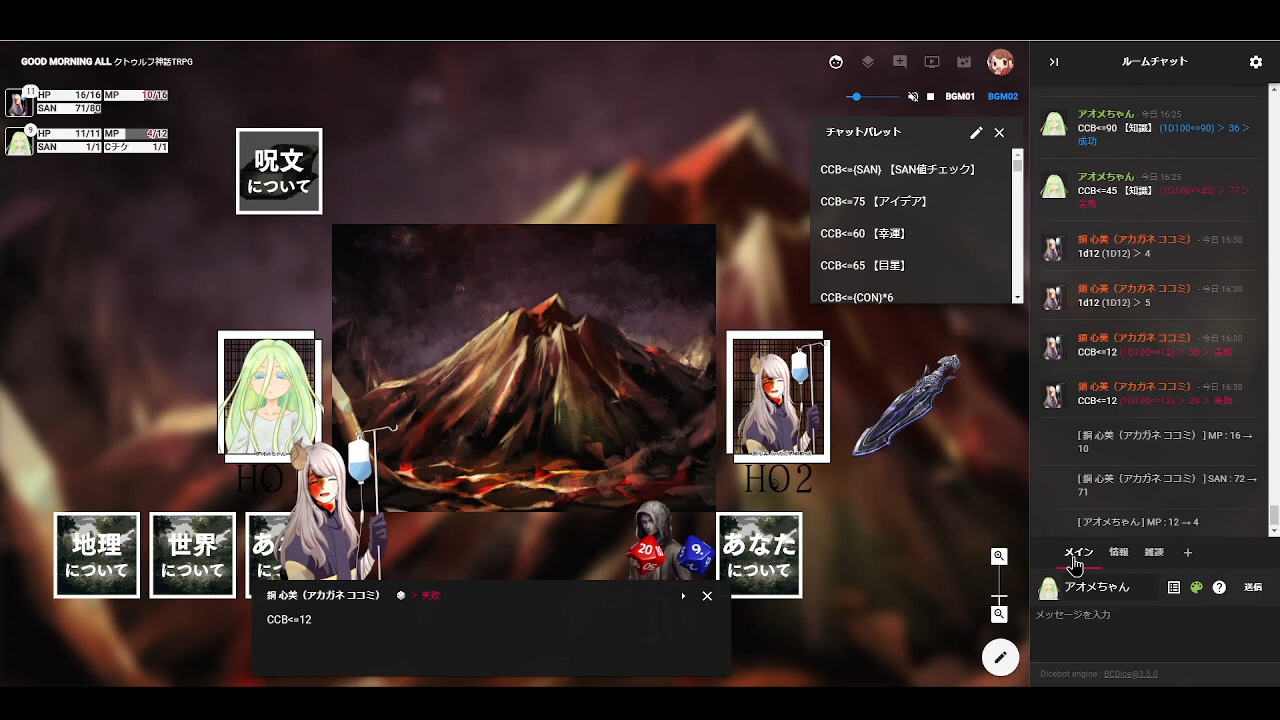 GOOD MORNING ALL クトゥルフ神話TRPG
11
HP 16/16 MP 10/16
SAN 71/80
9
HP 11/11 MP 4/12
SAN 1/1 Cチケ 1/1
呪文
について
BGM01 BGM02
チャットパレット
CCB<={SAN} 【SAN値チェック】
CCB<=75 【アイデア】
CCB<=60 【幸運】
CCB<=65 【目星】
CCB<={CON}*6
HO
HO 2
地理
について
世界
について
あ
に
あなた
について
20
9.
銅 心美（アカガネ ココミ） > 失敗
CCB<=12
ルームチャット
アオメちゃん - 今日 16:25
CCB<=90 【知識】 (1D100<=90) > 36 >
成功
アオメちゃん - 今日 16:25
CCB<=45 【知識】 (1D100<=45) > 77 >
失敗
銅 心美（アカガネ ココミ） - 今日 16:30
1d12 (1D12) > 4
銅 心美（アカガネ ココミ） - 今日 16:30
1d12 (1D12) > 5
銅 心美（アカガネ ココミ） - 今日 16:30
CCB<=12 (1D100<=12) > 36 > 失敗
銅 心美（アカガネ ココミ） - 今日 16:30
CCB<=12 (1D100<=12) > 29 > 失敗
[ 銅 心美（アカガネ ココミ） ] MP : 16 →
10
[ 銅 心美（アカガネ ココミ） ] SAN : 72 →
71
[ アオメちゃん ] MP : 12 → 4
メイン 情報 雑談 +
アオメちゃん 送信
メッセージを入力
Dicebot engine : BCDice@3.5.0